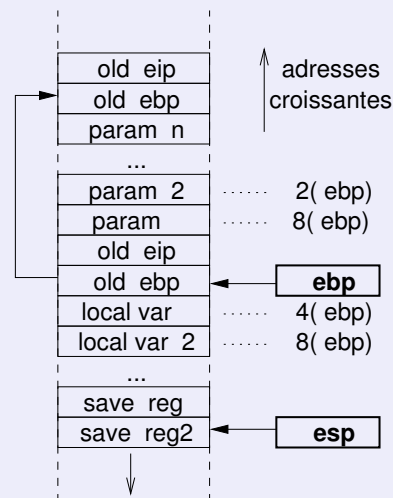 old eip
adresses
old ebp
croissantes
param n
...
param 2 ...... 2( ebp)
param ...... 8( ebp)
old eip
old ebp
ebp
local var ...... 4( ebp)
local var 2 ...... 8( ebp)
...
save reg
save reg2
esp